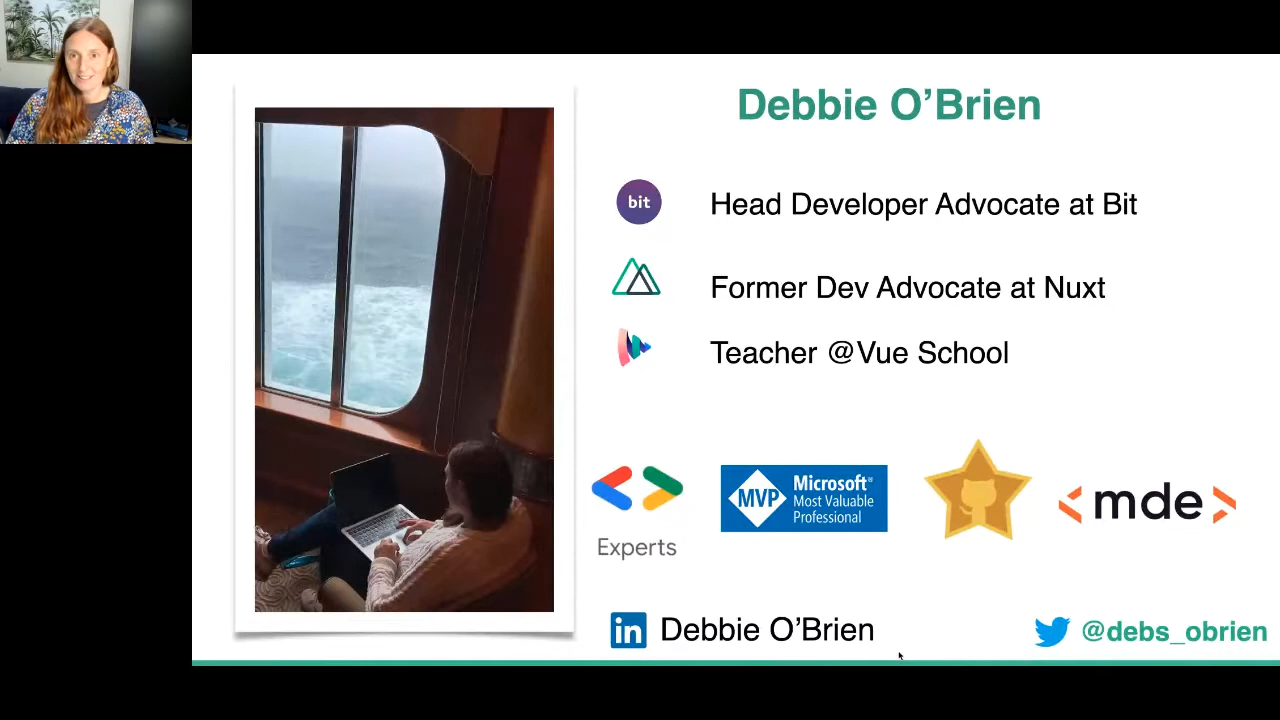 Debbie O’Brien
bit
Head Developer Advocate at Bit
Former Dev Advocate at Nuxt
Teacher @Vue School
Experts
MVP
Microsoft®
Most Valuable
Professional
<mde>
in
Debbie O’Brien
@debs_obrien